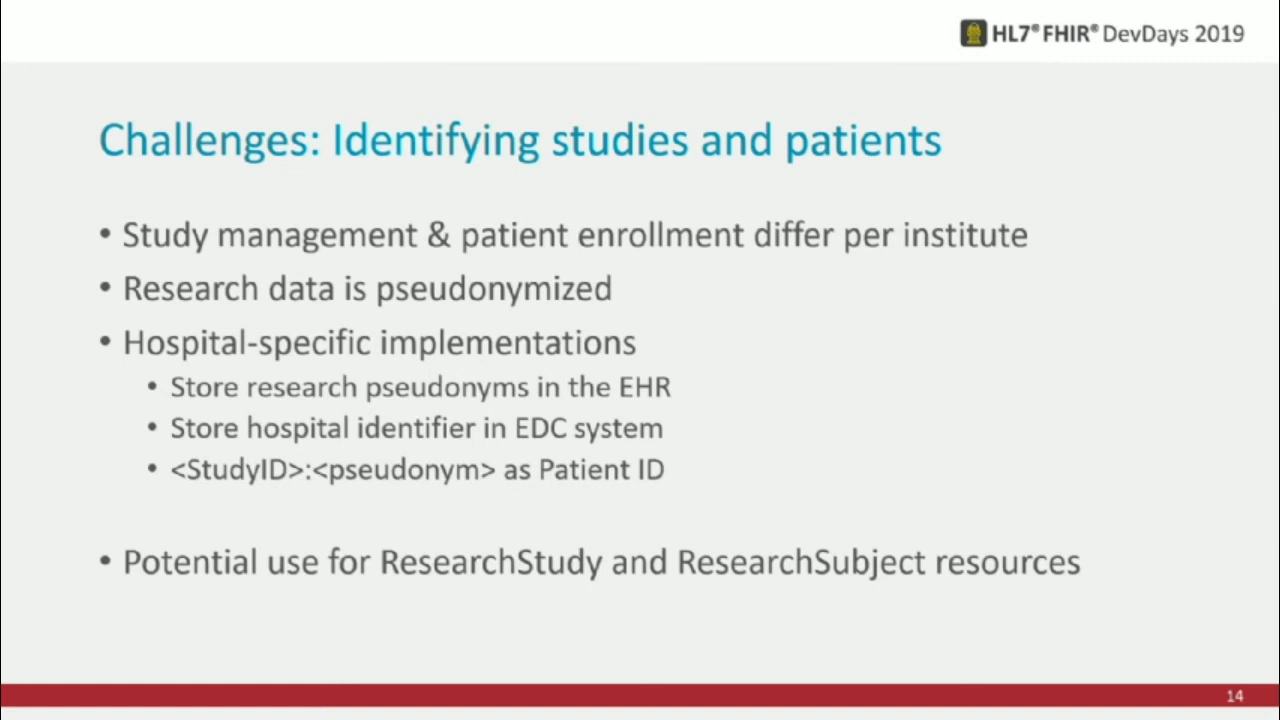 HL7® FHIR® DevDays 2019
Challenges: Identifying studies and patients
• Study management & patient enrollment differ per institute
• Research data is pseudonymized
• Hospital-specific implementations
• Store research pseudonyms in the EHR
• Store hospital identifier in EDC system
• <StudyID>:<pseudonym> as Patient ID
• Potential use for ResearchStudy and ResearchSubject resources
14